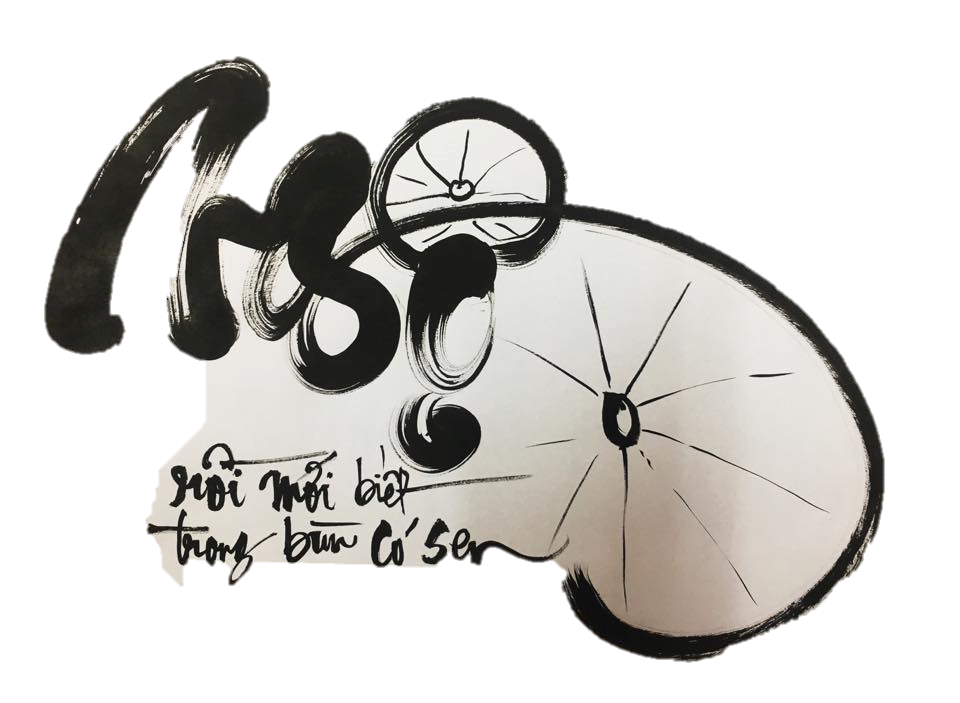 Ngộ
rồi mới biết
trong bùn có sen